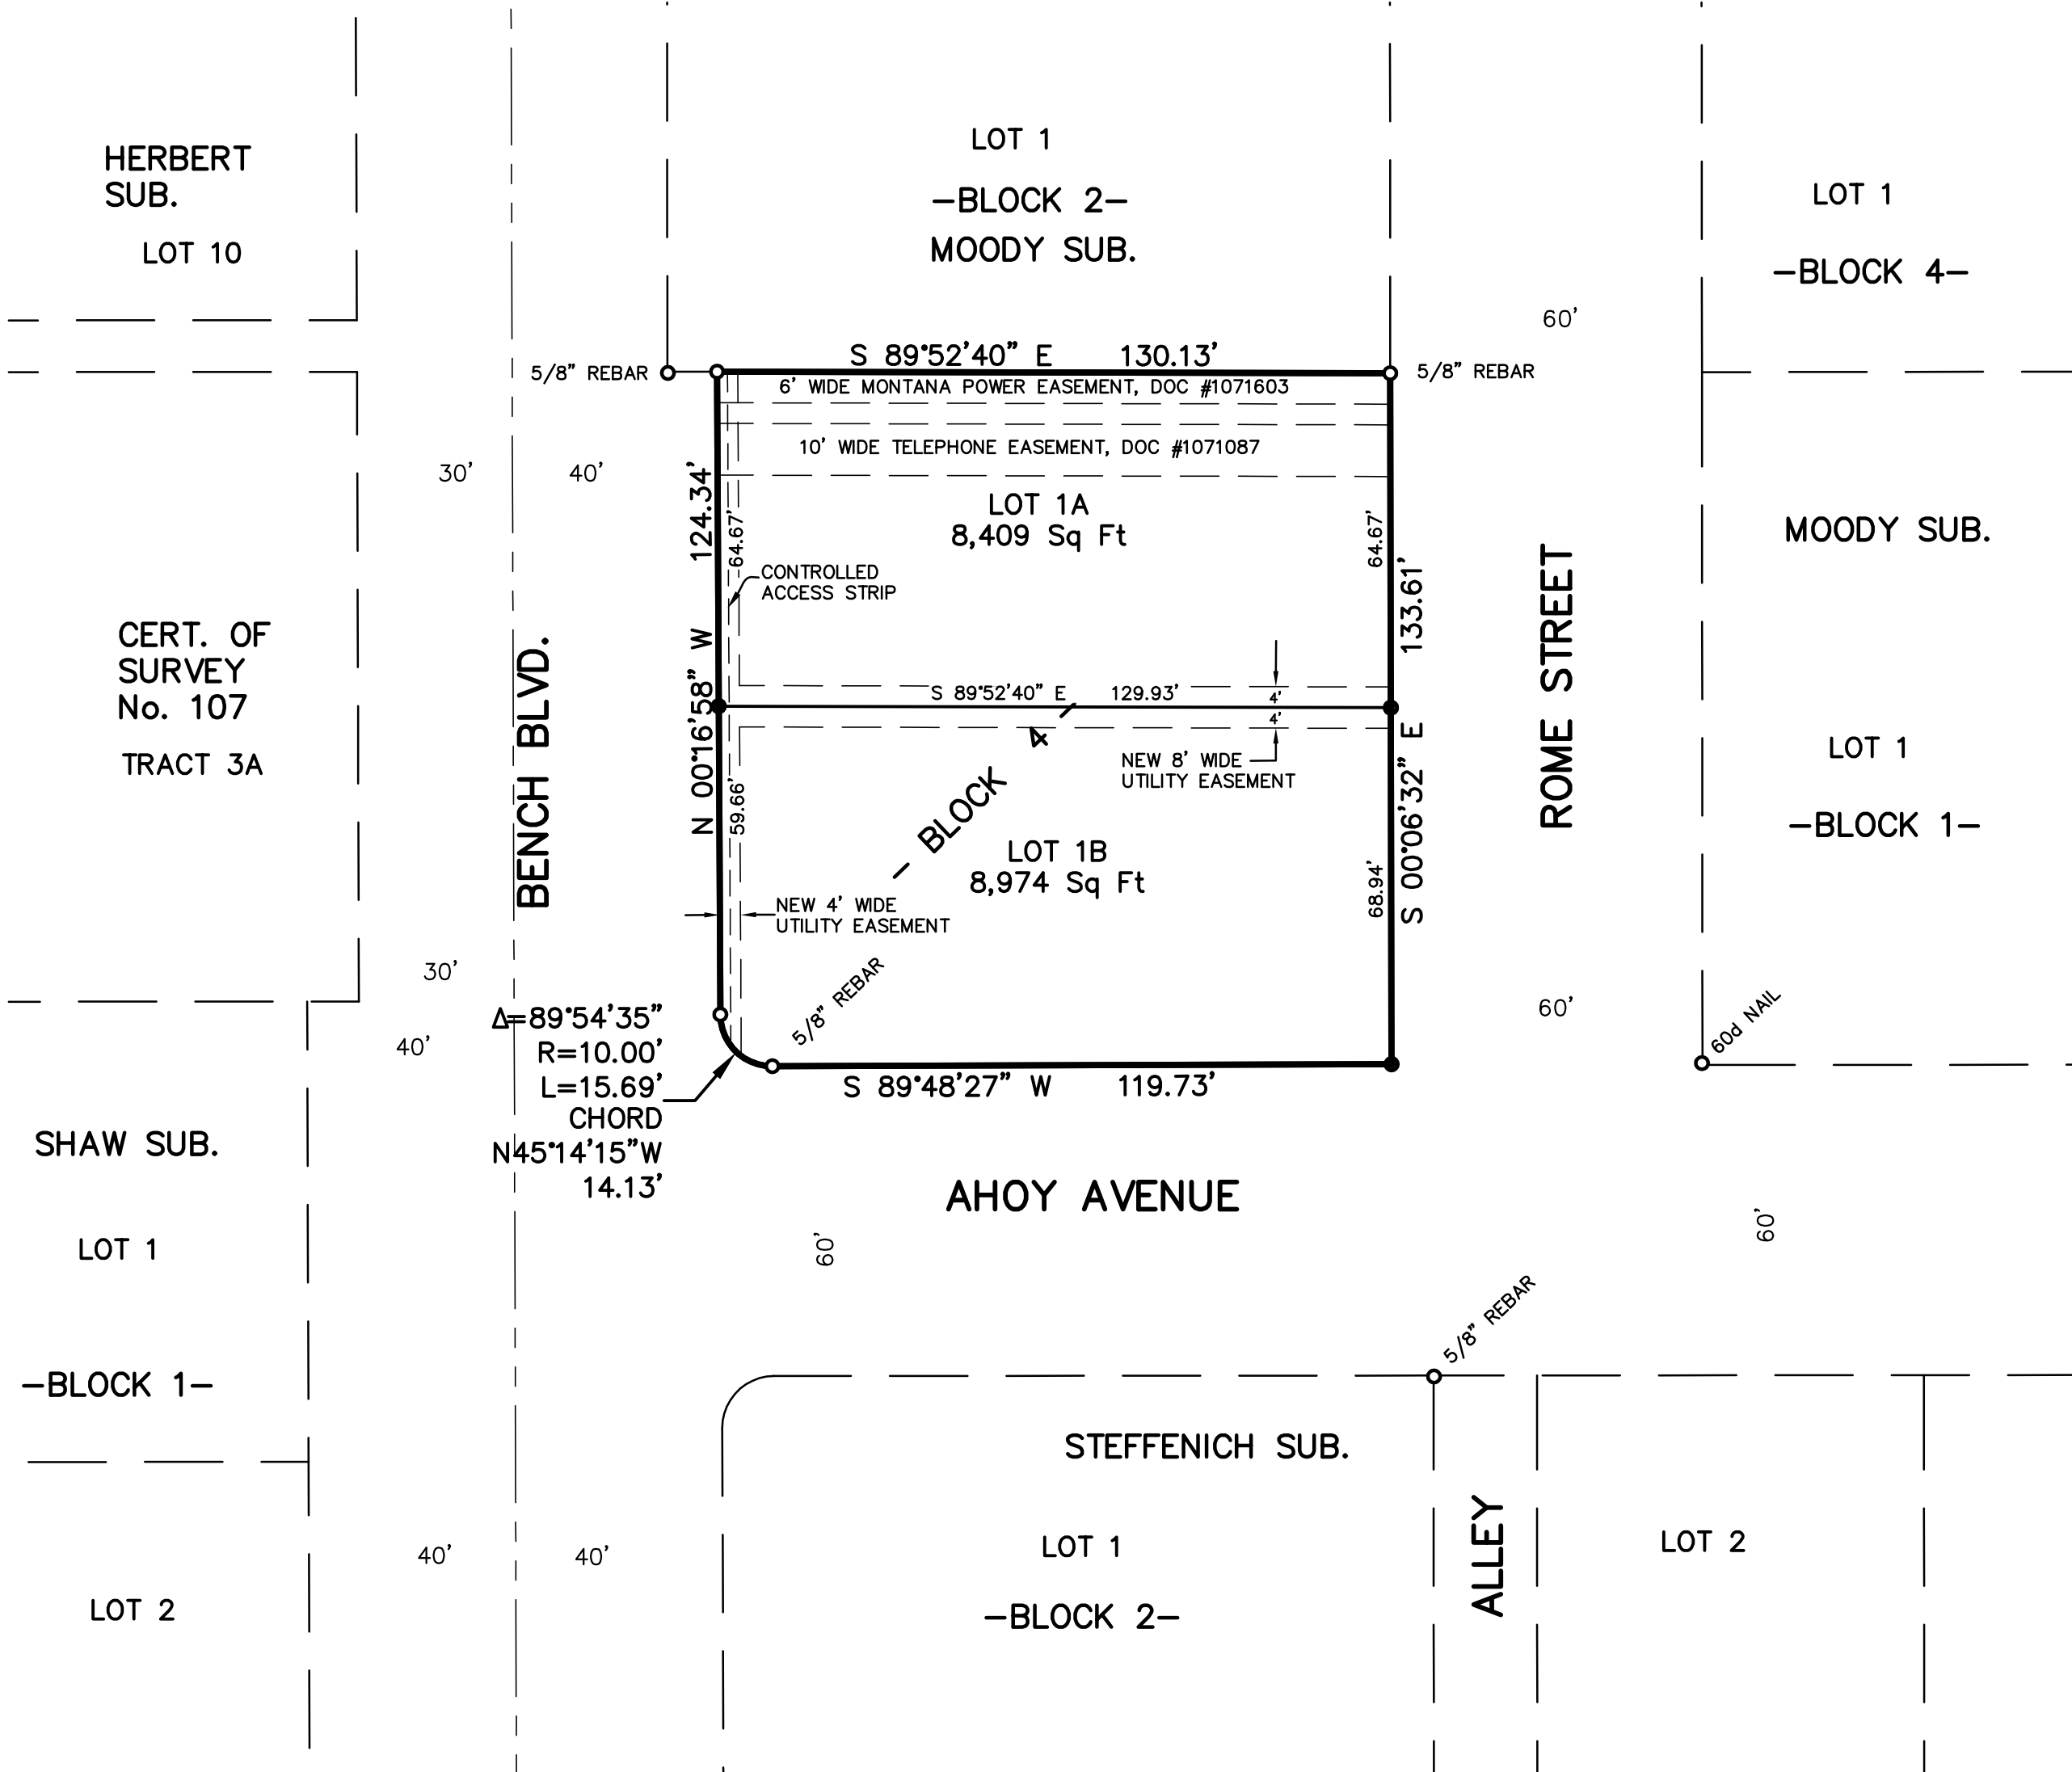 HERBERT
SUB.
LOT 10
LOT 1
-BLOCK 2-
MOODY SUB.
LOT 1
-BLOCK 4-
60'
S 89°52'40" E 130.13'
5/8" REBAR
5/8" REBAR
6' WIDE MONTANA POWER EASEMENT, DOC #1071603
10' WIDE TELEPHONE EASEMENT, DOC #1071087
30'
40'
124.34'
N 00°16'58" W
64.67'
LOT 1A
8,409 Sq Ft
64.67'
133.61'
S 00°06'32" E
CONTROLLED
ACCESS STRIP
MOODY SUB.
ROME STREET
CERT. OF
SURVEY
No. 107
TRACT 3A
BENCH BLVD.
S 89°52'40" E 129.93'
4'
4'
NEW 8' WIDE
UTILITY EASEMENT
- BLOCK 4 -
LOT 1
-BLOCK 1-
59.66'
LOT 1B
8,974 Sq Ft
68.94'
NEW 4' WIDE
UTILITY EASEMENT
5/8" REBAR
30'
40'
60'
60d NAIL
Δ=89°54'35"
R=10.00'
L=15.69'
CHORD
N45°14'15"W
14.13'
S 89°48'27" W 119.73'
SHAW SUB.
LOT 1
-BLOCK 1-
AHOY AVENUE
60'
60'
5/8" REBAR
STEFFENICH SUB.
LOT 1
-BLOCK 2-
ALLEY
LOT 2
40'
40'
LOT 2